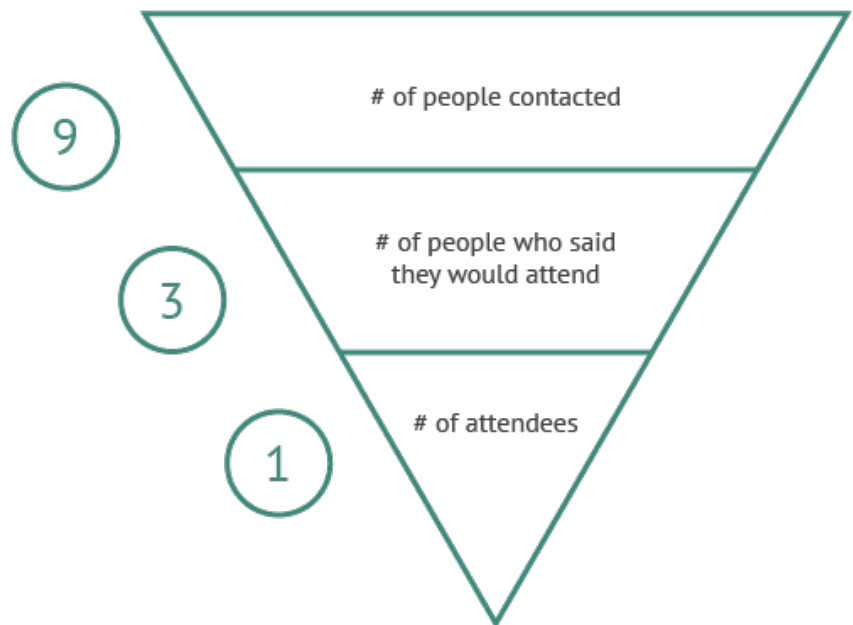 # of people contacted
9
# of people who said
they would attend
3
# of attendees
1